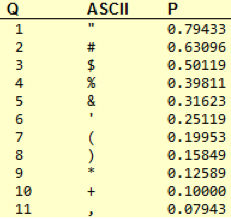 Q ASCII P
1 " 0.79433
2 # 0.63096
3 $ 0.50119
4 % 0.39811
5 & 0.31623
6 ' 0.25119
7 ( 0.19953
8 ) 0.15849
9 * 0.12589
10 + 0.10000
11 , 0.07943